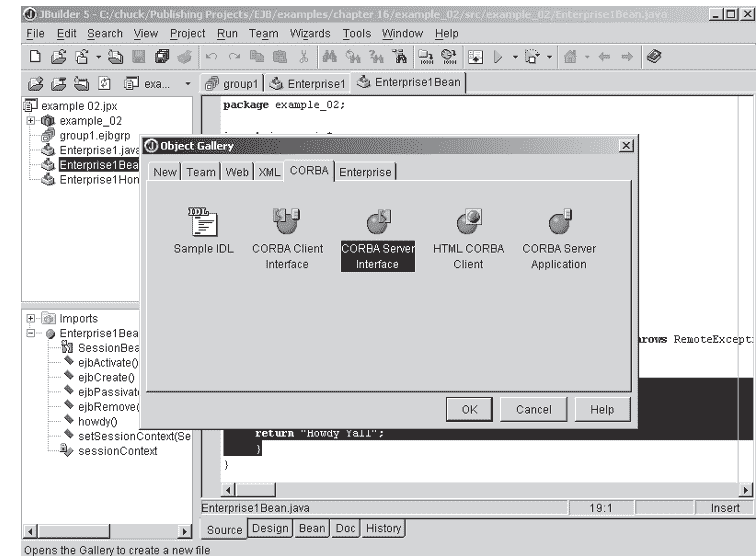 JBuilder 5 - C:/chuck/Publishing Projects/EJB/examples/chapter 16/example_02/src/example_02/Enterprise1Bean.java
File Edit Search View Project Run Team Wizards Tools Window Help
exa...
group1 Enterprise1 Enterprise1Bean
example 02.jpx
example_02
group1.ejbgrp
Enterprise1.java
Enterprise1Bea
Enterprise1Hon
package example_02;
Object Gallery
New Team Web XML CORBA Enterprise
Sample IDL
CORBA Client Interface
CORBA Server Interface
HTML CORBA Client
CORBA Server Application
OK Cancel Help
Imports
Enterprise1Bea
SessionBea
ejbActivate()
ejbCreate()
ejbPassivat
ejbRemove(
howdy()
setSessionContext(Se
sessionContext
rows RemoteExcept
return "Howdy Yall";
}
}
Enterprise1Bean.java 19:1 Insert
Source Design Bean Doc History
Opens the Gallery to create a new file